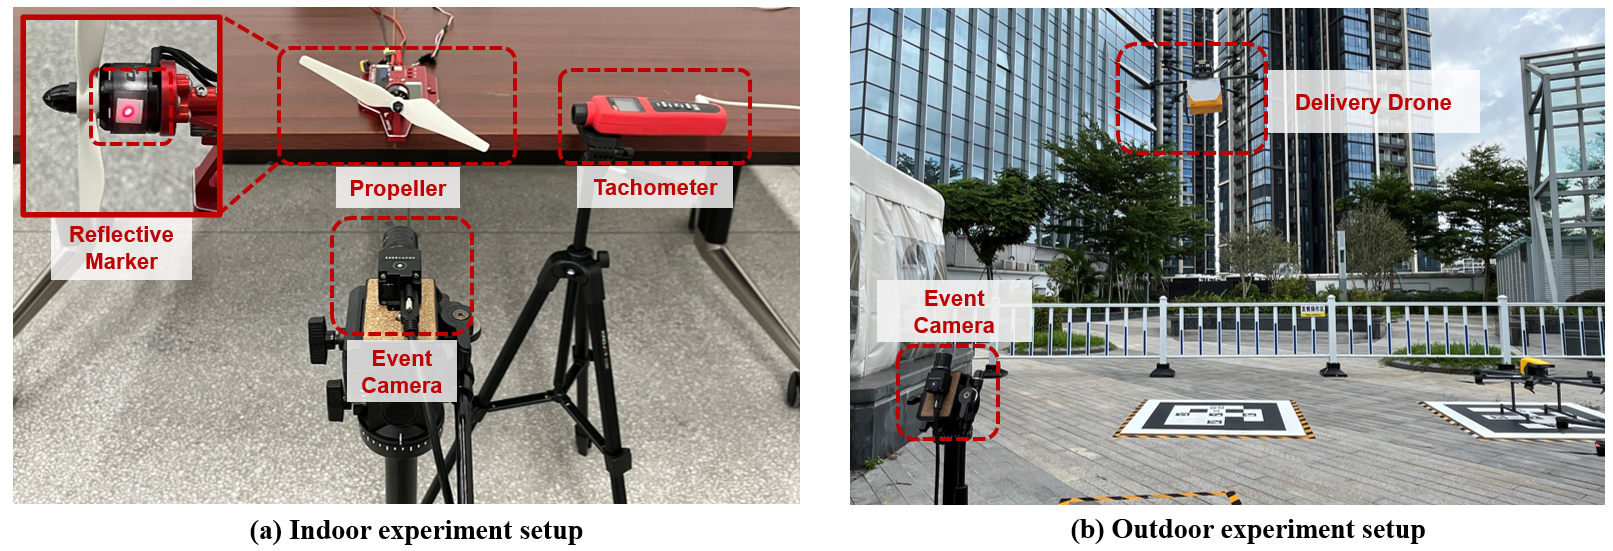 Reflective
Marker
Propeller
Tachometer
Event
Camera
(a) Indoor experiment setup
Delivery Drone
Event
Camera
(b) Outdoor experiment setup